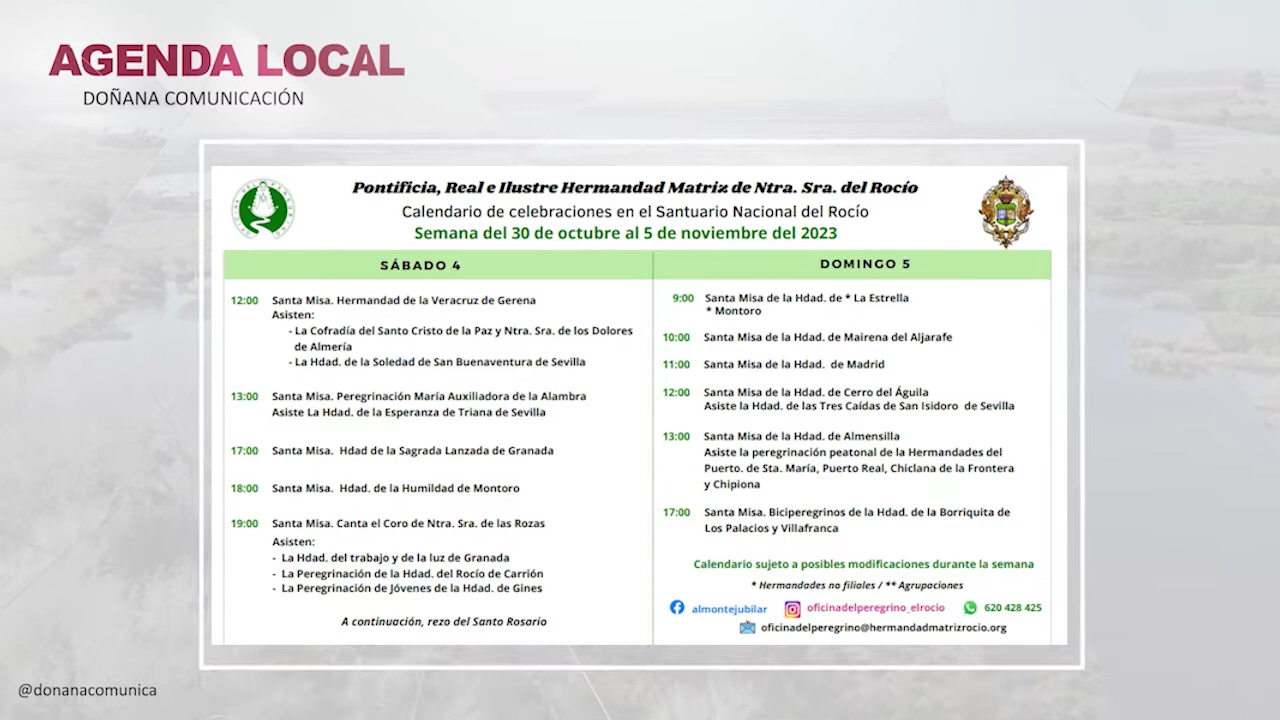 AGENDA LOCAL
DOÑANA COMUNICACIÓN
Pontificia, Real e Ilustre Hermandad Matriz de Ntra. Sra. del Rocío
Calendario de celebraciones en el Santuario Nacional del Rocío
Semana del 30 de octubre al 5 de noviembre del 2023
SÁBADO 4
12:00 Santa Misa. Hermandad de la Veracruz de Gerena
Asisten:
- La Cofradía del Santo Cristo de la Paz y Ntra. Sra. de los Dolores
de Almería
- La Hdad. de la Soledad de San Buenaventura de Sevilla
13:00 Santa Misa. Peregrinación María Auxiliadora de la Alambra
Asiste La Hdad. de la Esperanza de Triana de Sevilla
17:00 Santa Misa. Hdad de la Sagrada Lanzada de Granada
18:00 Santa Misa. Hdad. de la Humildad de Montoro
19:00 Santa Misa. Canta el Coro de Ntra. Sra. de las Rozas
Asisten:
- La Hdad. del trabajo y de la luz de Granada
- La Peregrinación de la Hdad. del Rocío de Carrión
- La Peregrinación de Jóvenes de la Hdad. de Gines
A continuación, rezo del Santo Rosario
DOMINGO 5
9:00 Santa Misa de la Hdad. de * La Estrella
* Montoro
10:00 Santa Misa de la Hdad. de Mairena del Aljarafe
11:00 Santa Misa de la Hdad. de Madrid
12:00 Santa Misa de la Hdad. de Cerro del Águila
Asiste la Hdad. de las Tres Caídas de San Isidoro de Sevilla
13:00 Santa Misa de la Hdad. de Almensilla
Asiste la peregrinación peatonal de la Hermandades del
Puerto. de Sta. María, Puerto Real, Chiclana de la Frontera
y Chipiona
17:00 Santa Misa. Biciperegrinos de la Hdad. de la Borriquita de
Los Palacios y Villafranca
Calendario sujeto a posibles modificaciones durante la semana
* Hermandades no filiales / ** Agrupaciones
almontejubilar oficinadelperegrino_elrocio 620 428 425
oficinadelperegrino@hermandadmatrizrocio.org
@donanacomunica